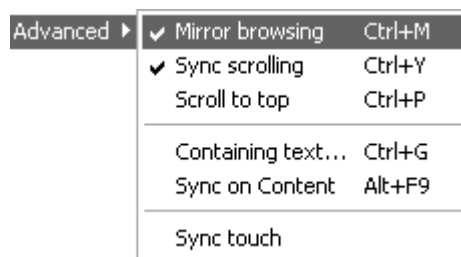 Advanced
Mirror browsing Ctrl+M
Sync scrolling Ctrl+Y
Scroll to top Ctrl+P
Containing text... Ctrl+G
Sync on Content Alt+F9
Sync touch